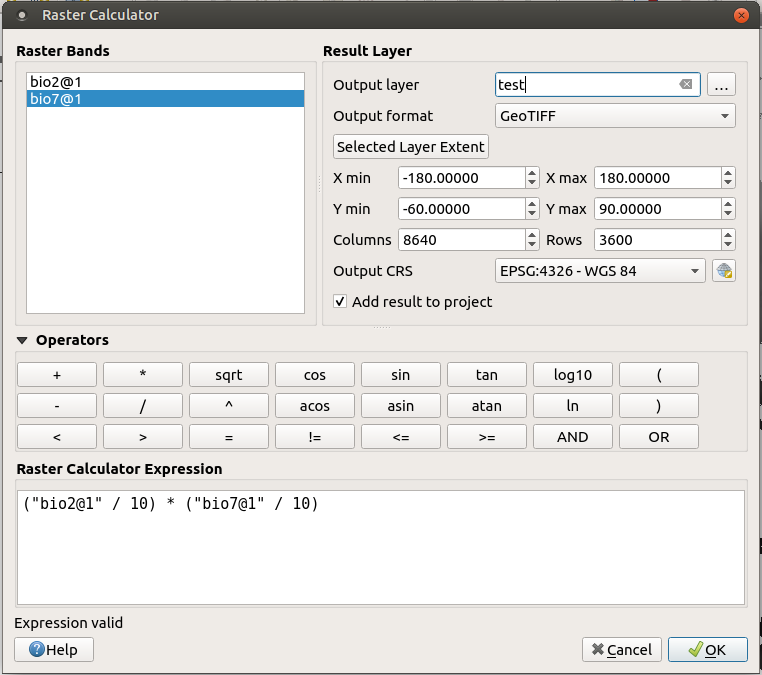 Raster Calculator
Raster Bands
bio2@1
bio7@1
Result Layer
Output layer test ...
Output format GeoTIFF
Selected Layer Extent
X min -180.00000 X max 180.00000
Y min -60.00000 Y max 90.00000
Columns 8640 Rows 3600
Output CRS EPSG:4326 - WGS 84
Add result to project
Operators
+ * sqrt cos sin tan log10 (
- / ^ acos asin atan ln )
< > = != <= >= AND OR
Raster Calculator Expression
("bio2@1" / 10) * ("bio7@1" / 10)
Expression valid
Help Cancel OK